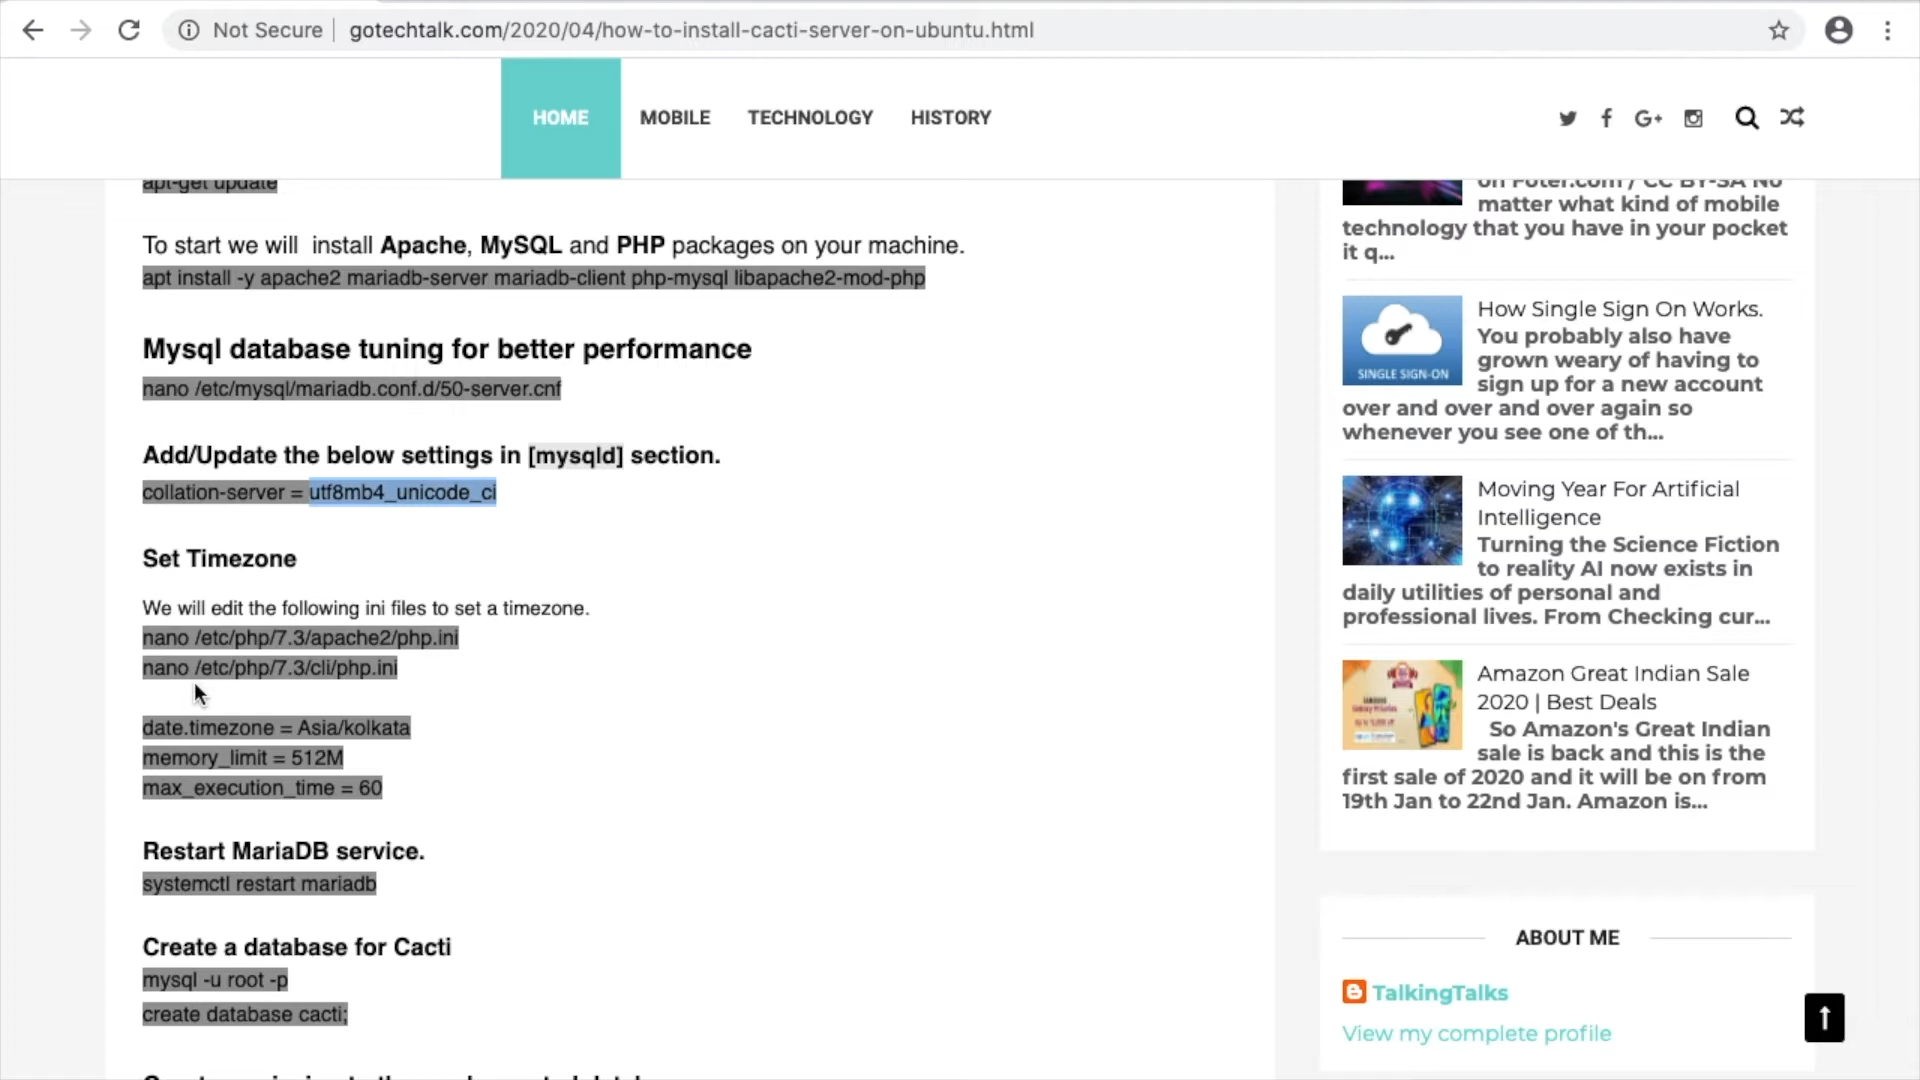 Not Secure | gotechtalk.com/2020/04/how-to-install-cacti-server-on-ubuntu.html
HOME MOBILE TECHNOLOGY HISTORY
apt-get update
To start we will install Apache, MySQL and PHP packages on your machine.
apt install -y apache2 mariadb-server mariadb-client php-mysql libapache2-mod-php
Mysql database tuning for better performance
nano /etc/mysql/mariadb.conf.d/50-server.cnf
Add/Update the below settings in [mysqld] section.
collation-server = utf8mb4_unicode_ci
Set Timezone
We will edit the following ini files to set a timezone.
nano /etc/php/7.3/apache2/php.ini
nano /etc/php/7.3/cli/php.ini
date.timezone = Asia/kolkata
memory_limit = 512M
max_execution_time = 60
Restart MariaDB service.
systemctl restart mariadb
Create a database for Cacti
mysql -u root -p
create database cacti;
on Foter.com / CC BY-SA No
matter what kind of mobile
technology that you have in your pocket
it q...
SINGLE SIGN-ON
How Single Sign On Works.
You probably also have
grown weary of having to
sign up for a new account
over and over and over again so
whenever you see one of th...
Moving Year For Artificial
Intelligence
Turning the Science Fiction
to reality AI now exists in
daily utilities of personal and
professional lives. From Checking cur...
Amazon Great Indian Sale
2020 | Best Deals
So Amazon's Great Indian
sale is back and this is the
first sale of 2020 and it will be on from
19th Jan to 22nd Jan. Amazon is...
ABOUT ME
TalkingTalks
View my complete profile